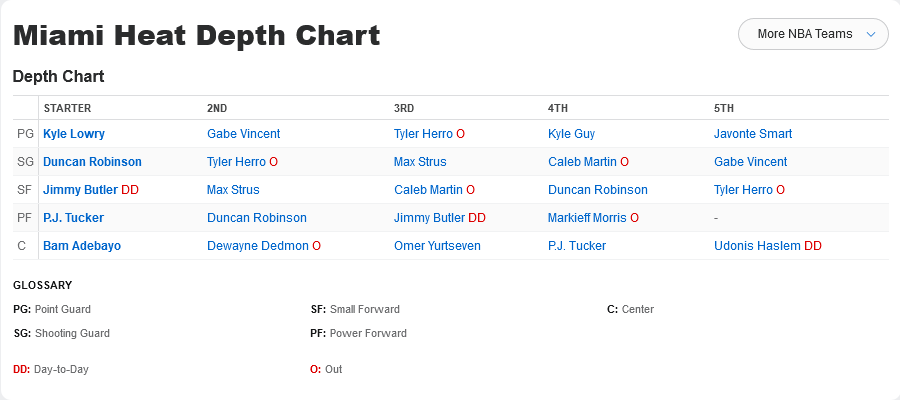 Miami Heat Depth Chart
More NBA Teams
Depth Chart
STARTER 2ND 3RD 4TH 5TH
PG Kyle Lowry Gabe Vincent Tyler Herro O Kyle Guy Javonte Smart
SG Duncan Robinson Tyler Herro O Max Strus Caleb Martin O Gabe Vincent
SF Jimmy Butler DD Max Strus Caleb Martin O Duncan Robinson Tyler Herro O
PF P.J. Tucker Duncan Robinson Jimmy Butler DD Markieff Morris O -
C Bam Adebayo Dewayne Dedmon O Omer Yurtseven P.J. Tucker Udonis Haslem DD
GLOSSARY
PG: Point Guard SF: Small Forward C: Center
SG: Shooting Guard PF: Power Forward
DD: Day-to-Day O: Out